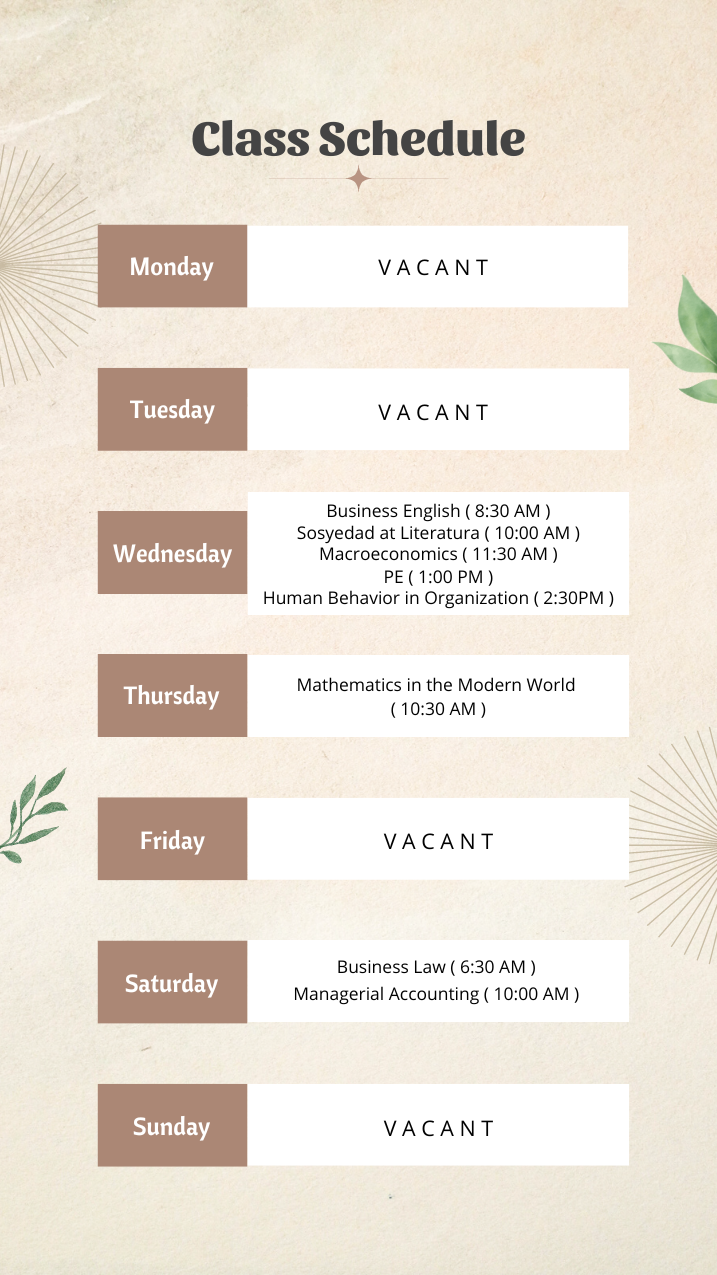 Class Schedule
Monday
V A C A N T
Tuesday
V A C A N T
Wednesday
Business English ( 8:30 AM )
Sosyedad at Literatura ( 10:00 AM )
Macroeconomics ( 11:30 AM )
PE ( 1:00 PM )
Human Behavior in Organization ( 2:30PM )
Thursday
Mathematics in the Modern World
( 10:30 AM )
Friday
V A C A N T
Saturday
Business Law ( 6:30 AM )
Managerial Accounting ( 10:00 AM )
Sunday
V A C A N T